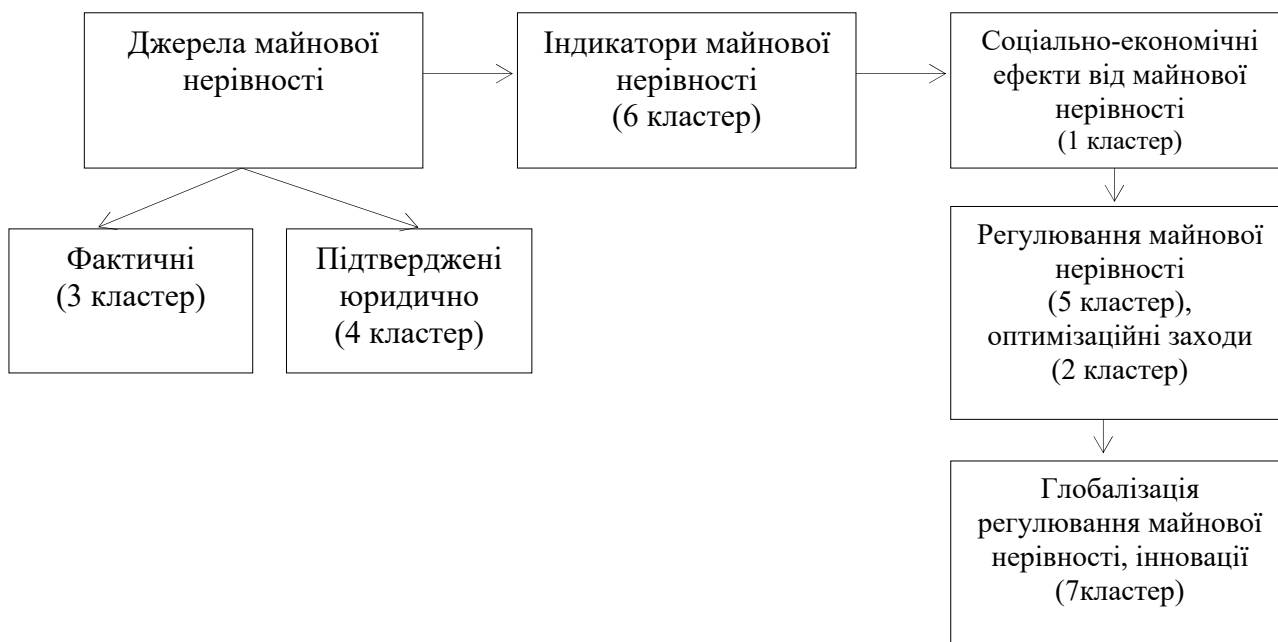 Джерела майнової
нерівності
Індикатори майнової
нерівності
(6 кластер)
Соціально-економічні
ефекти від майнової
нерівності
(1 кластер)
Фактичні
(3 кластер)
Підтверджені
юридично
(4 кластер)
Регулювання майнової
нерівності
(5 кластер),
оптимізаційні заходи
(2 кластер)
Глобалізація
регулювання майнової
нерівності, інновації
(7кластер)